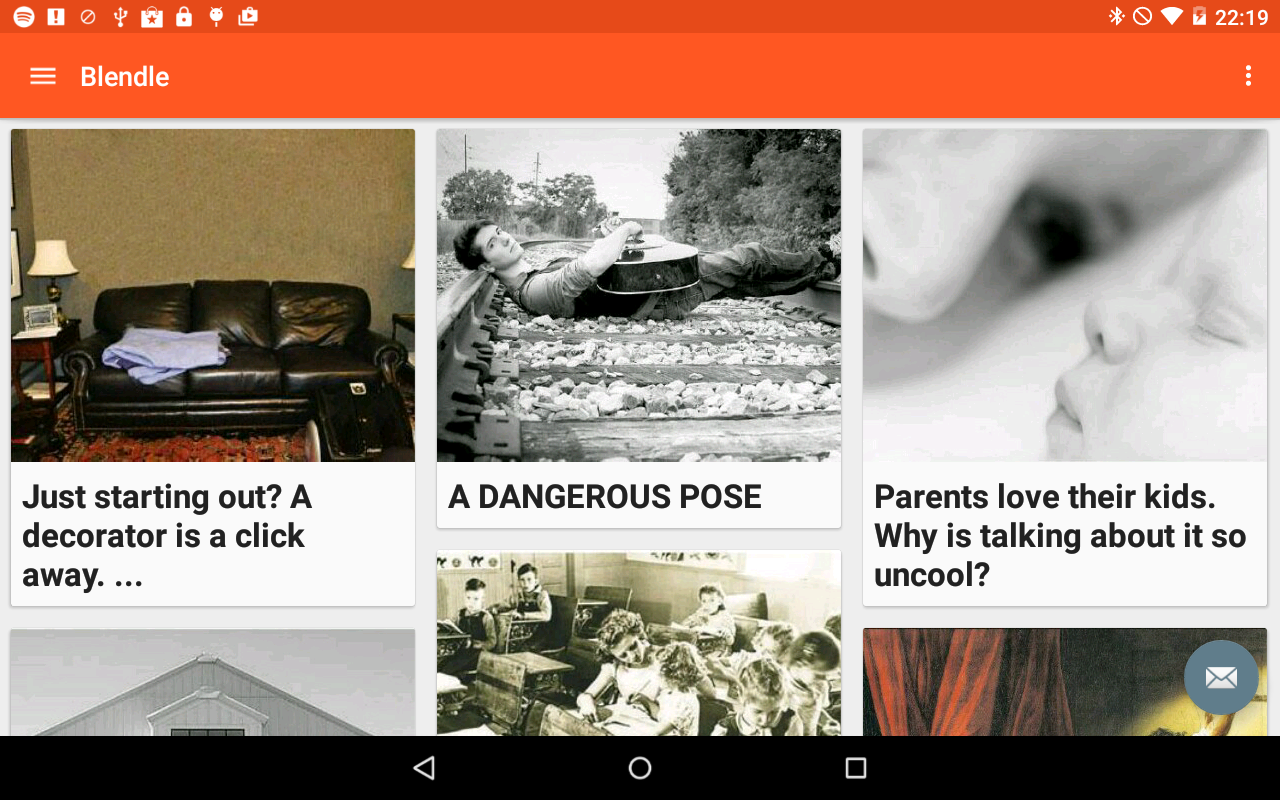 22:19
Blendle
Just starting out? A
decorator is a click
away. ...
A DANGEROUS POSE
Parents love their kids.
Why is talking about it so
uncool?